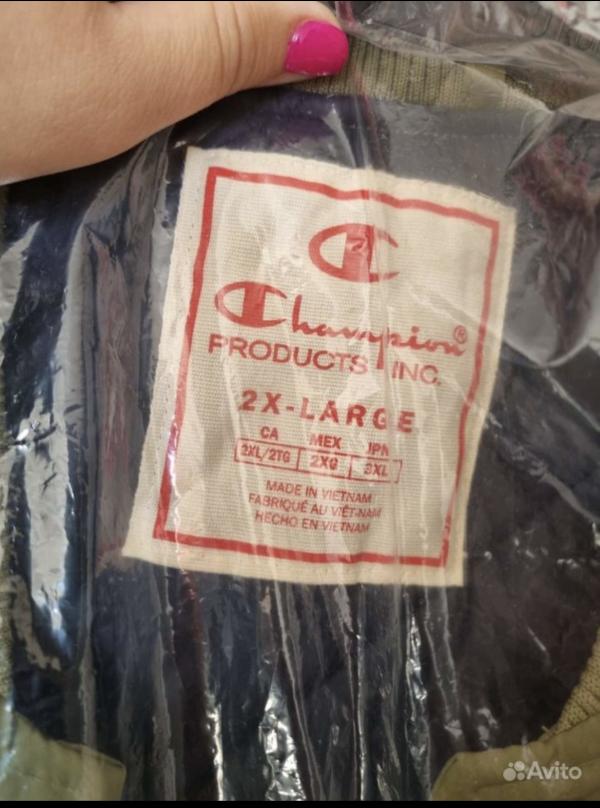 Champion®
PRODUCTS INC.
2X-LARGE
CA MEX JPN
2XL/2TG 2XG 3XL
MADE IN VIETNAM
FABRIQUÉ AU VIÊT-NAM
HECHO EN VIETNAM
Avito